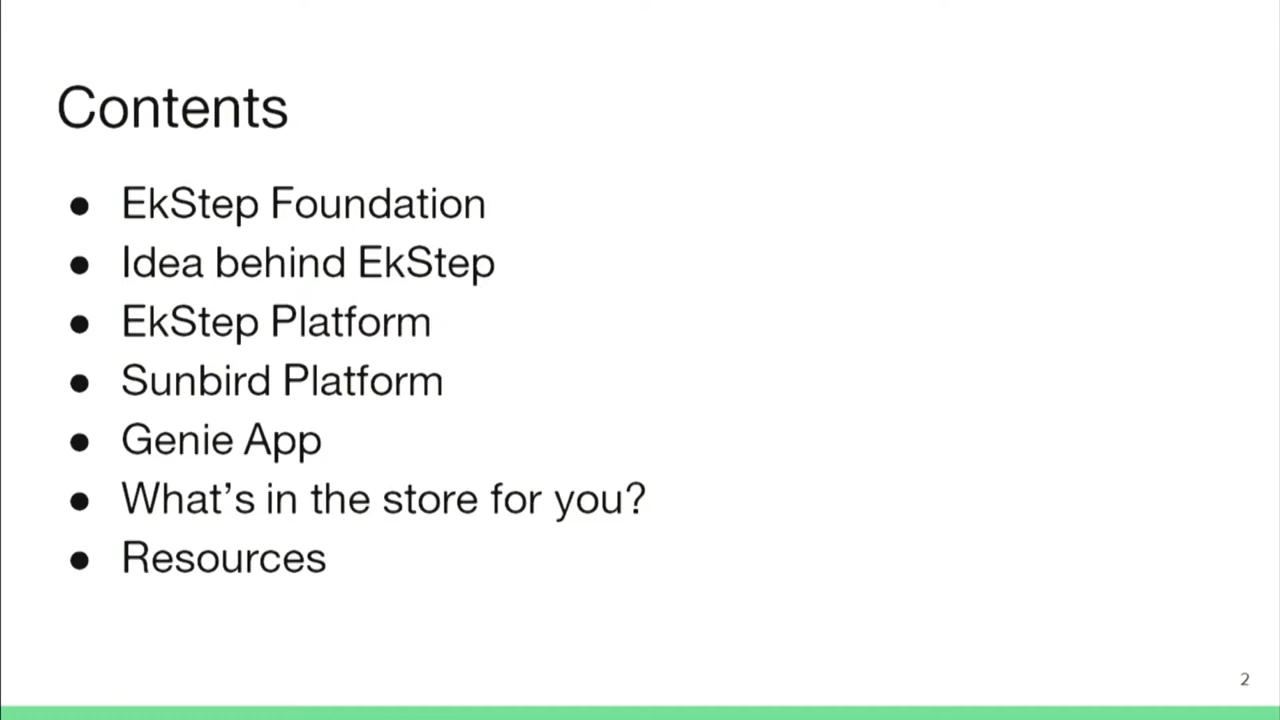 Contents
● EkStep Foundation
● Idea behind EkStep
● EkStep Platform
● Sunbird Platform
● Genie App
● What’s in the store for you?
● Resources
2